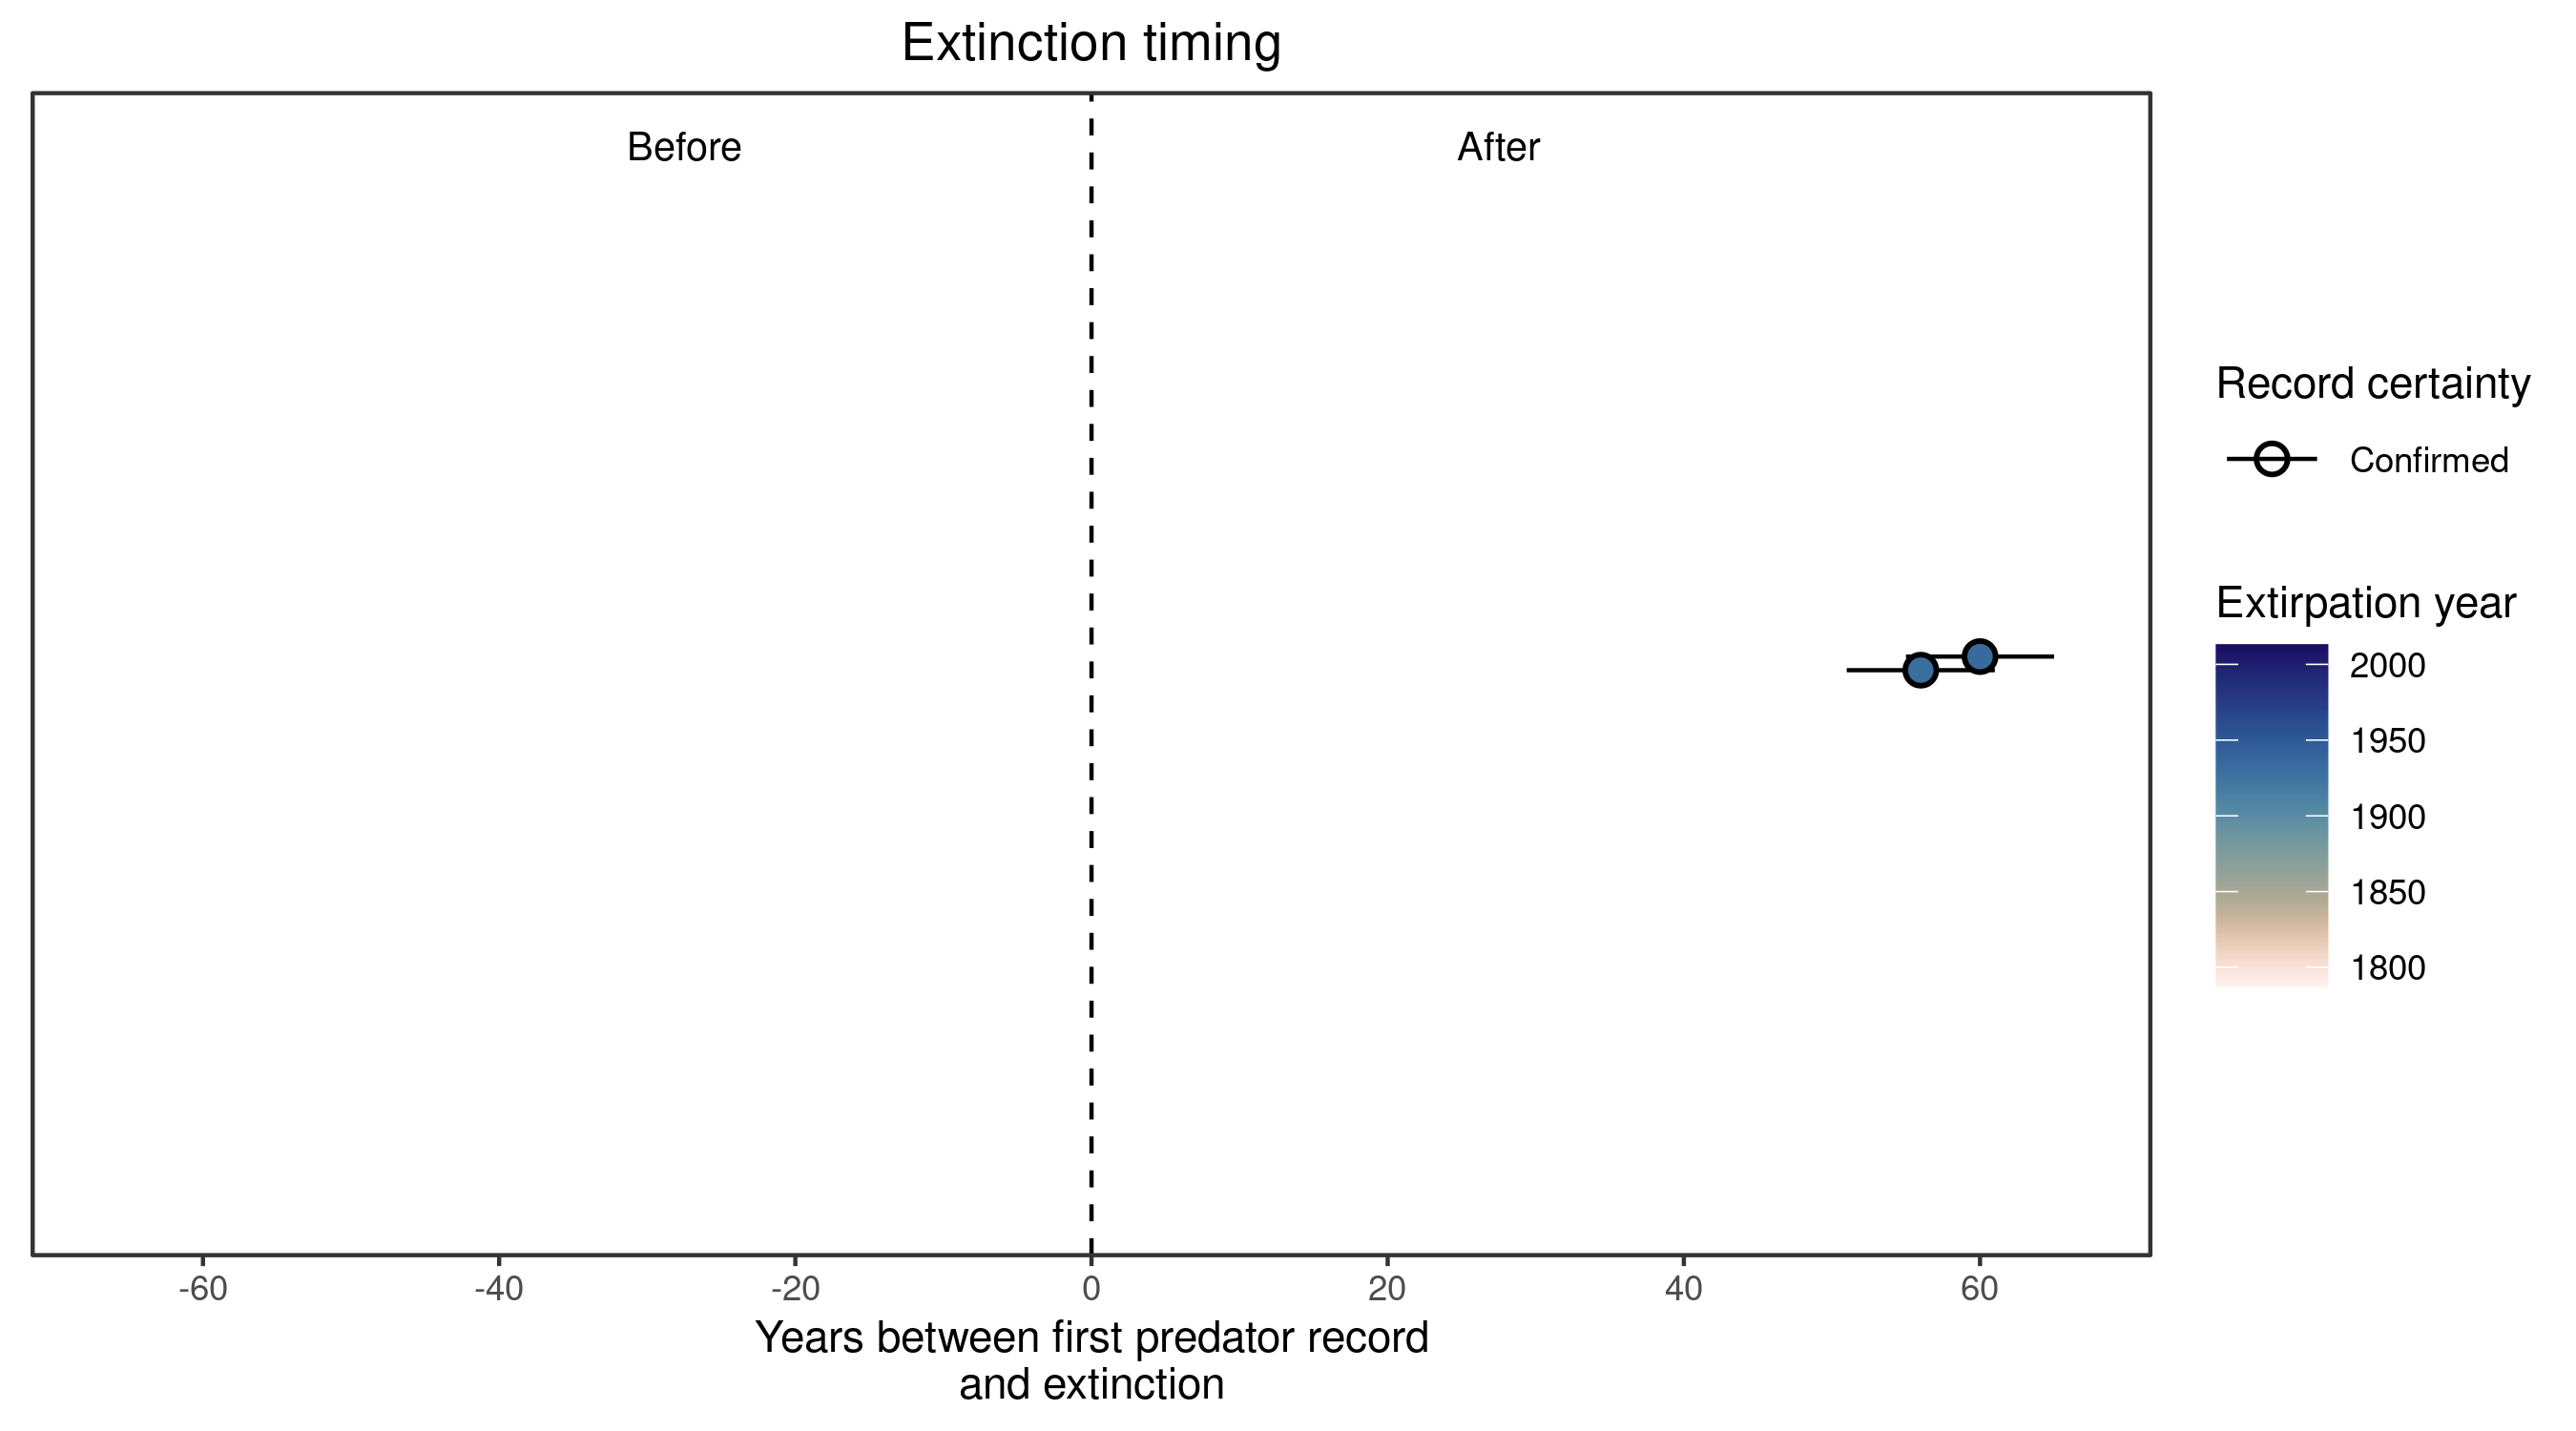 Extinction timing
Before
After
Record certainty
Confirmed
Extirpation year
2000
1950
1900
1850
1800
-60
-40
-20
0
20
40
60
Years between first predator record
and extinction